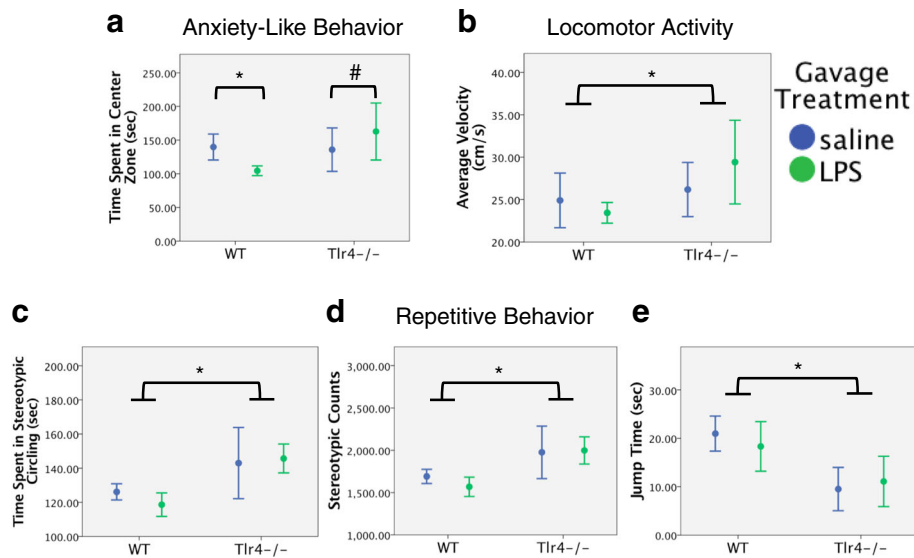 a
Anxiety-Like Behavior
Time Spent in Center
Zone (sec)
250.00
200.00
150.00
100.00
50.00
0.00
*
#
WT
Tlr4-/-
b
Locomotor Activity
Average Velocity
(cm/s)
40.00
35.00
30.00
25.00
20.00
*
WT
Tlr4-/-
Gavage
Treatment
saline
LPS
c
Time Spent in Stereotypic
Circling (sec)
200.00
180.00
160.00
140.00
120.00
100.00
*
WT
Tlr4-/-
d
Repetitive Behavior
Stereotypic Counts
3,000.00
2,500.00
2,000.00
1,500.00
1,000.00
*
WT
Tlr4-/-
e
Jump Time (sec)
30.00
20.00
10.00
0.00
*
WT
Tlr4-/-